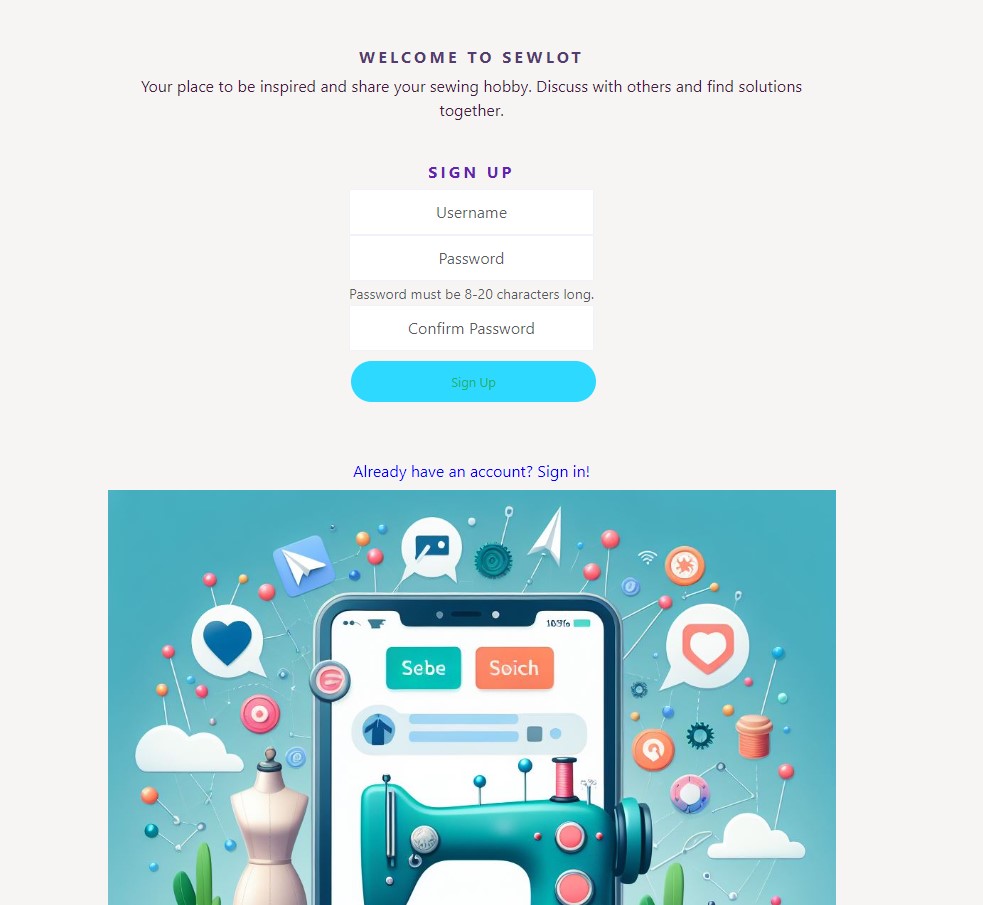 WELCOME TO SEWLOT
Your place to be inspired and share your sewing hobby. Discuss with others and find solutions
together.
SIGN UP
Username
Password
Password must be 8-20 characters long.
Confirm Password
Sign Up
Already have an account? Sign in!
Sebe
Soich